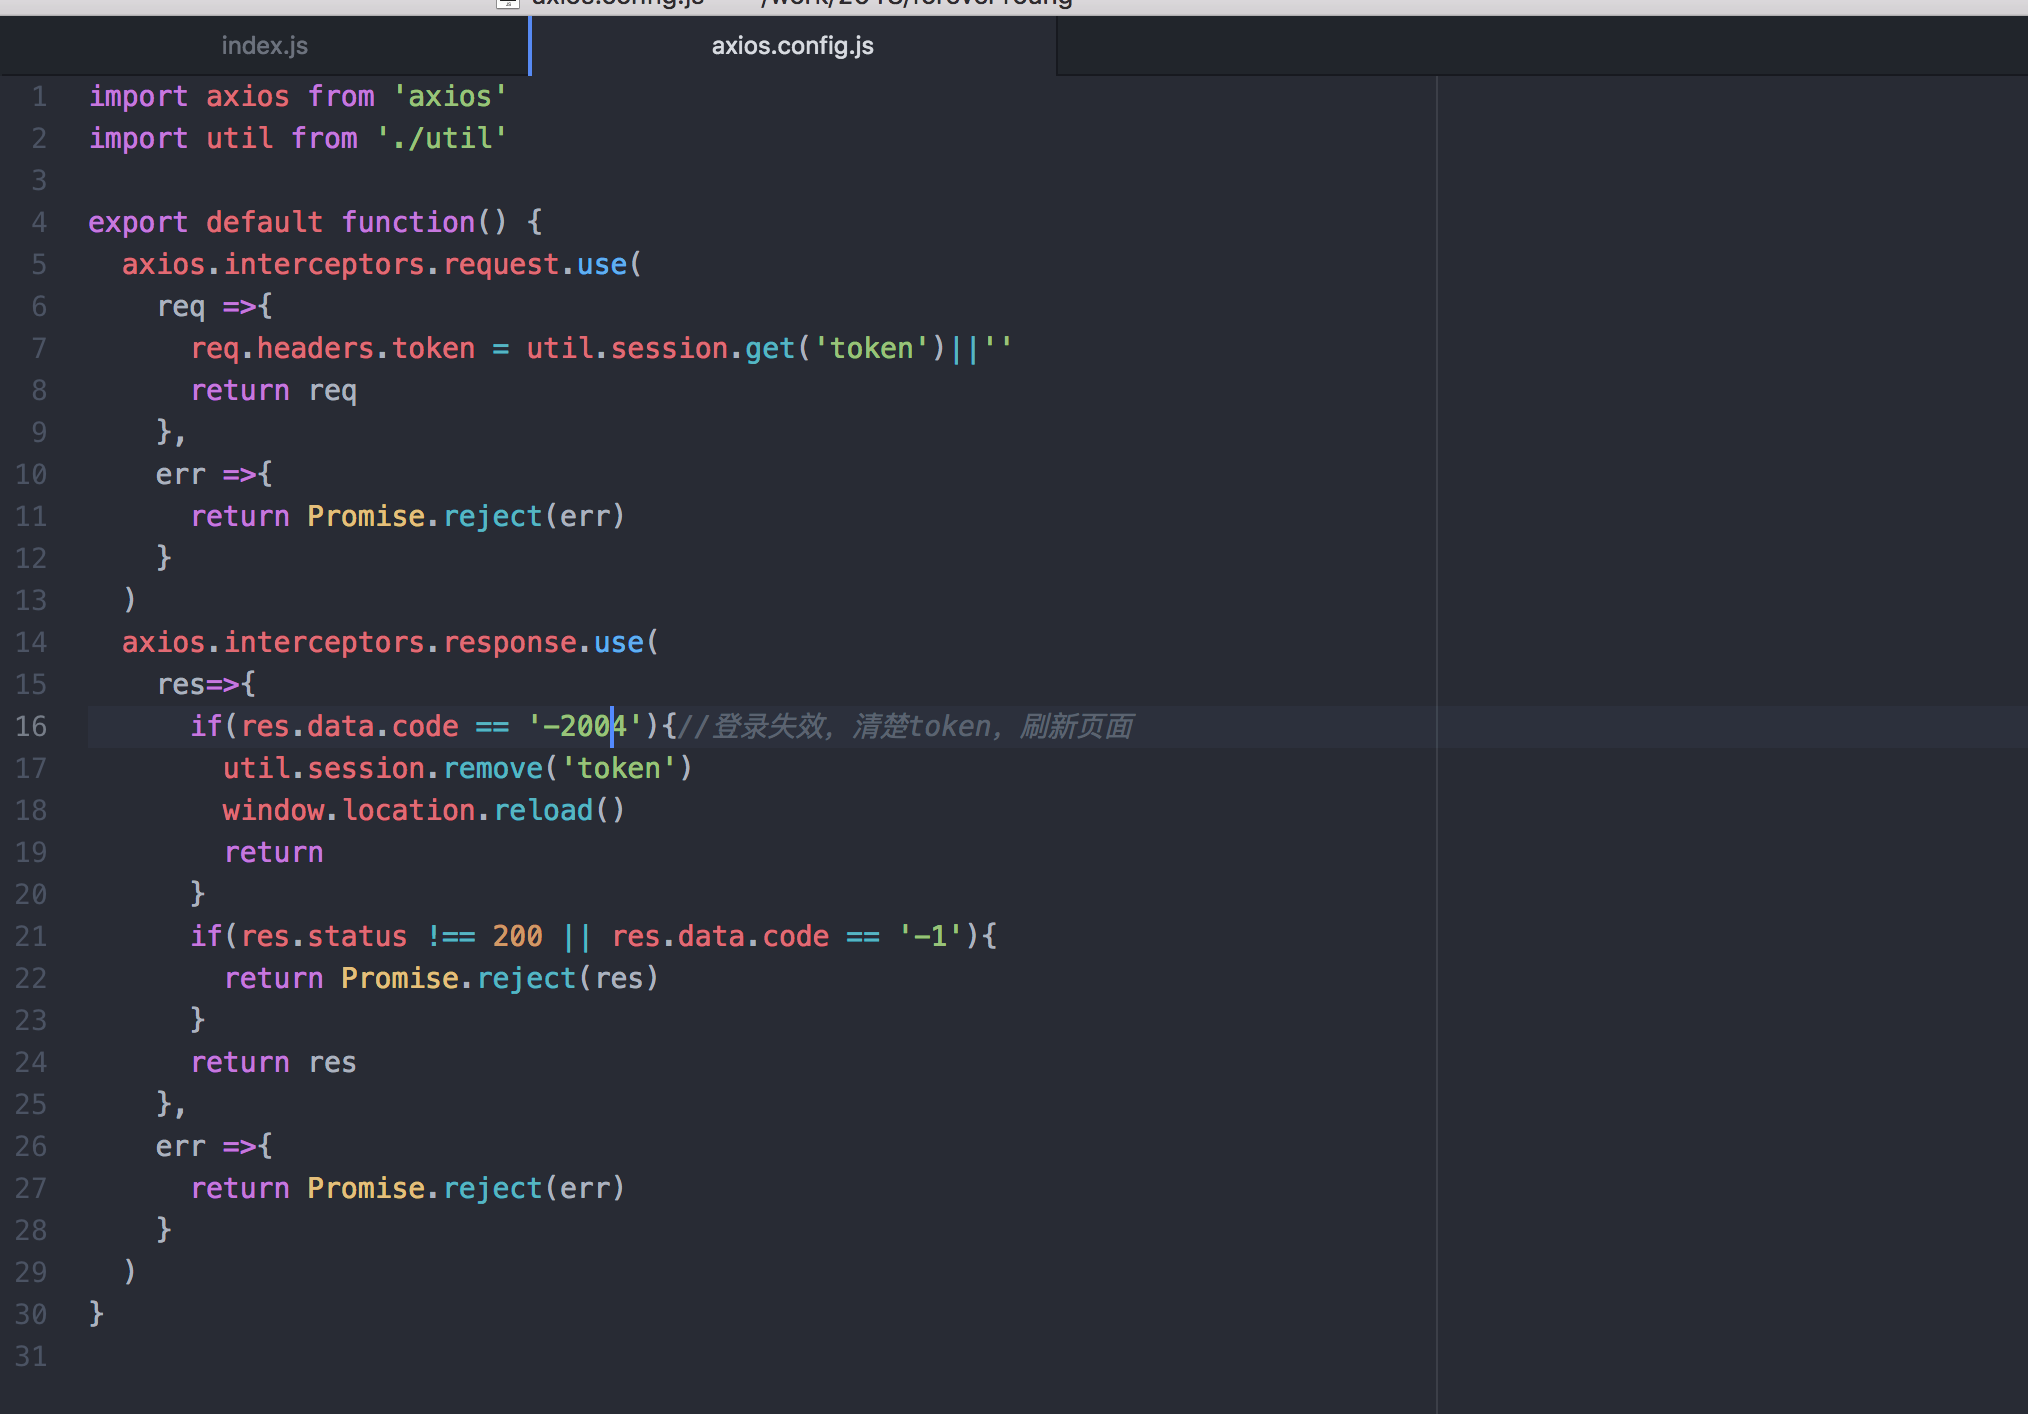 index.js
axios.config.js
1 import axios from 'axios'
2 import util from './util'
3
4 export default function() {
5 axios.interceptors.request.use(
6 req =>{
7 req.headers.token = util.session.get('token')||''
8 return req
9 },
10 err =>{
11 return Promise.reject(err)
12 }
13 )
14 axios.interceptors.response.use(
15 res=>{
16 if(res.data.code == '-2004'){//登录失效，清楚token，刷新页面
17 util.session.remove('token')
18 window.location.reload()
19 return
20 }
21 if(res.status !== 200 || res.data.code == '-1'){
22 return Promise.reject(res)
23 }
24 return res
25 },
26 err =>{
27 return Promise.reject(err)
28 }
29 )
30 }
31